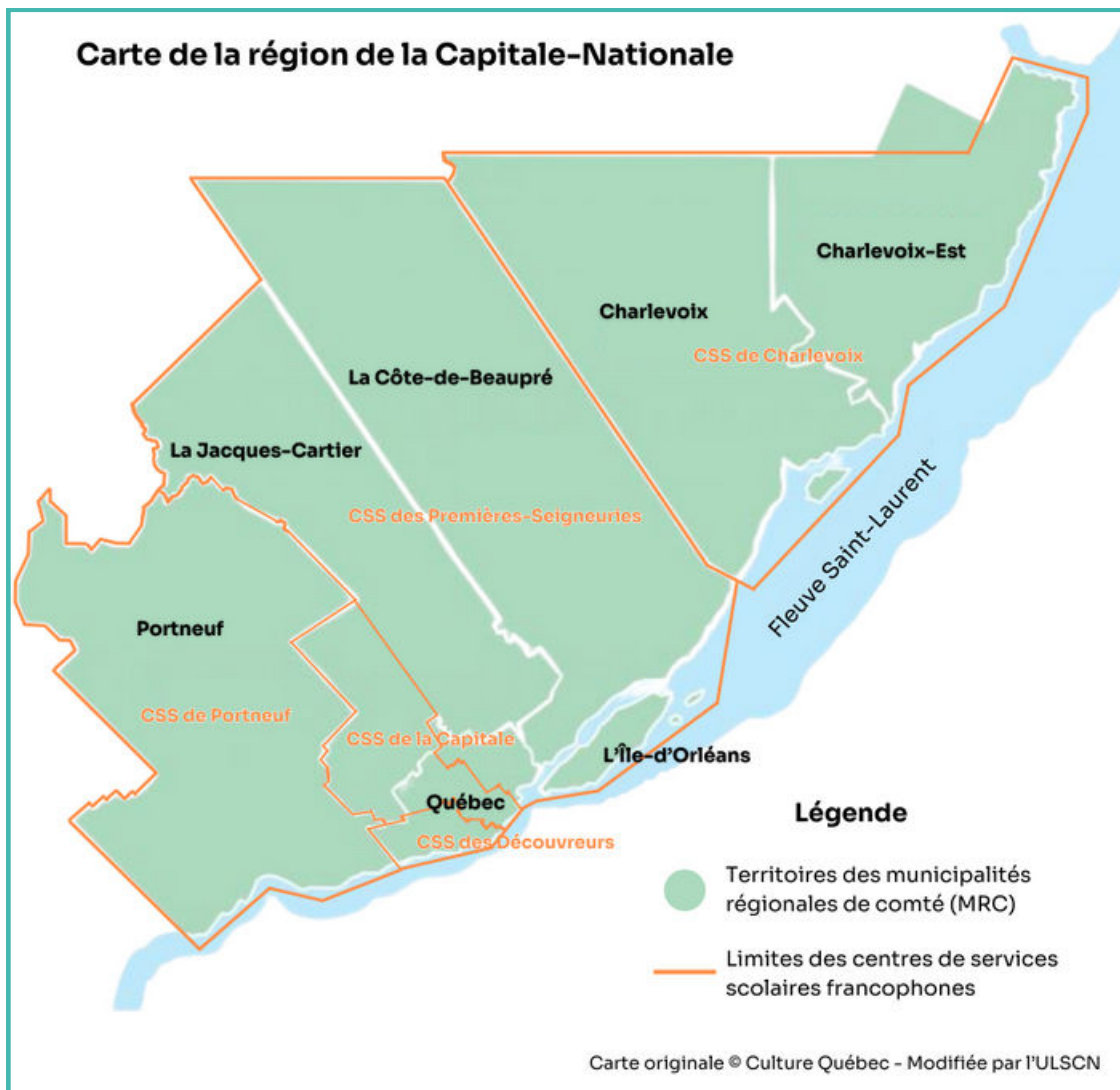 Carte de la région de la Capitale-Nationale
Charlevoix-Est
Charlevoix
CSS de Charlevoix
La Côte-de-Beaupré
La Jacques-Cartier
CSS des Premières-Seigneuries
Fleuve Saint-Laurent
Portneuf
CSS de Portneuf
CSS de la Capitale
L'Île-d'Orléans
Québec
CSS des Découvreurs
Légende
Territoires des municipalités
régionales de comté (MRC)
Limites des centres de services
scolaires francophones
Carte originale © Culture Québec - Modifiée par l'ULSCN